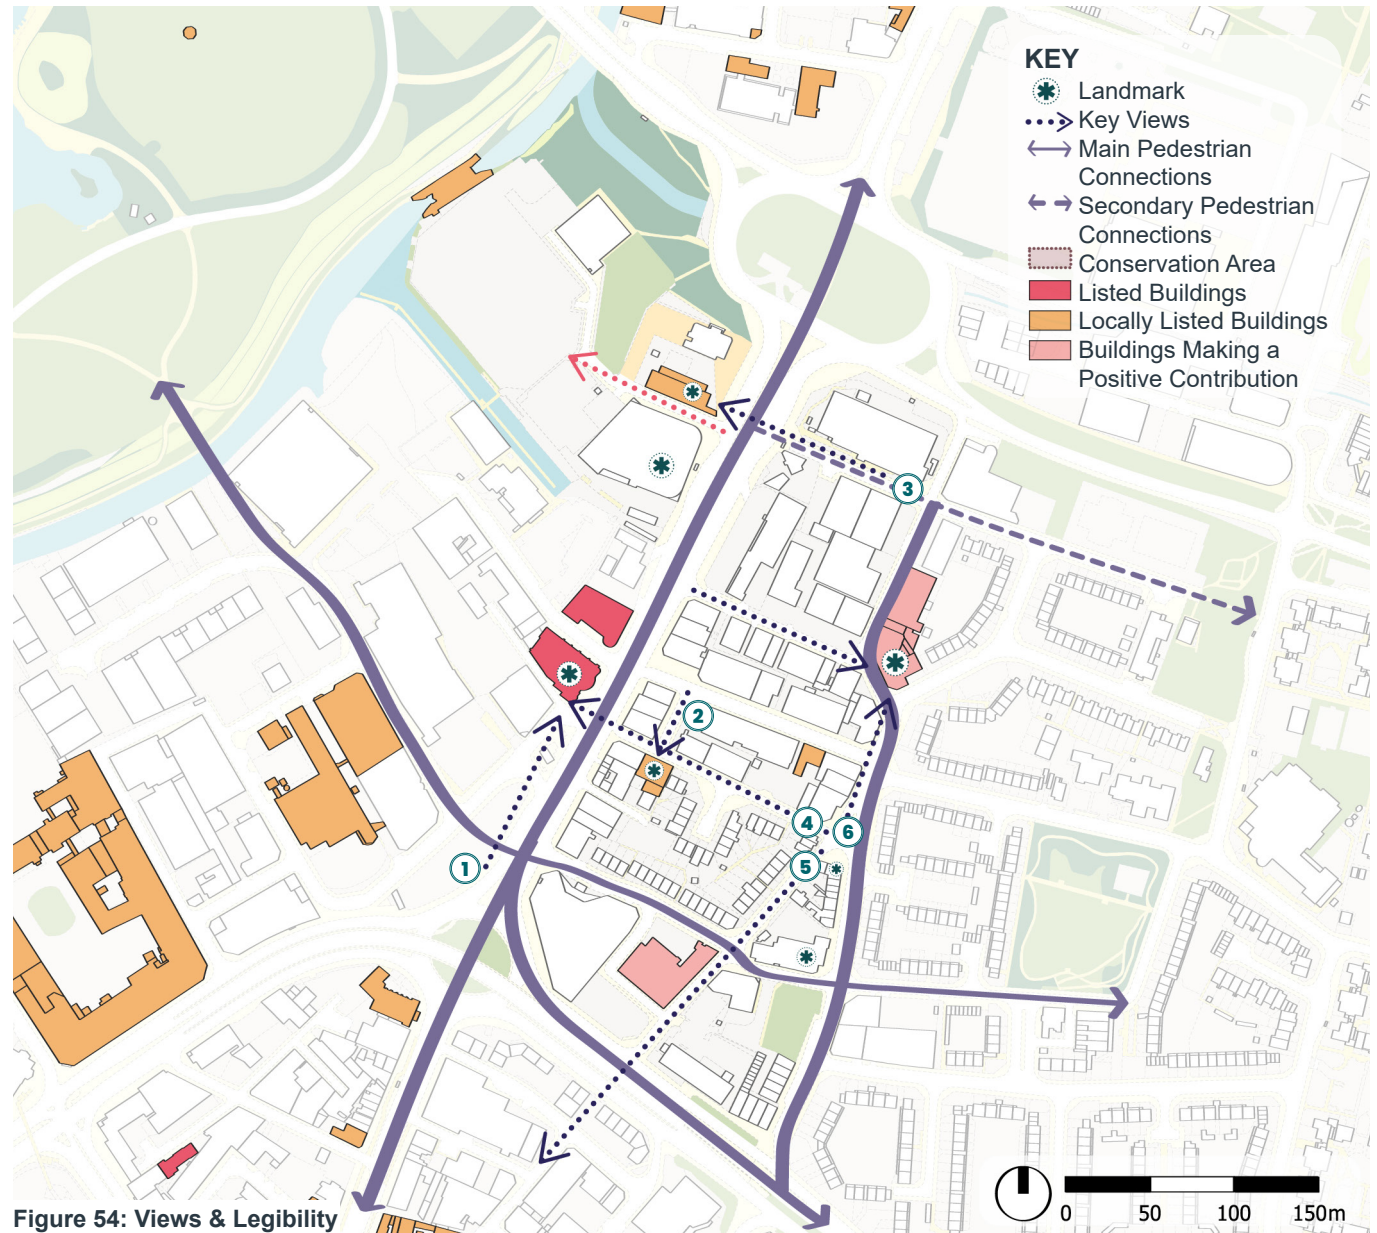 KEY
Landmark
Key Views
Main Pedestrian
Connections
Secondary Pedestrian
Connections
Conservation Area
Listed Buildings
Locally Listed Buildings
Buildings Making a
Positive Contribution
3
2
4
6
5
1
0 50 100 150m
Figure 54: Views & Legibility